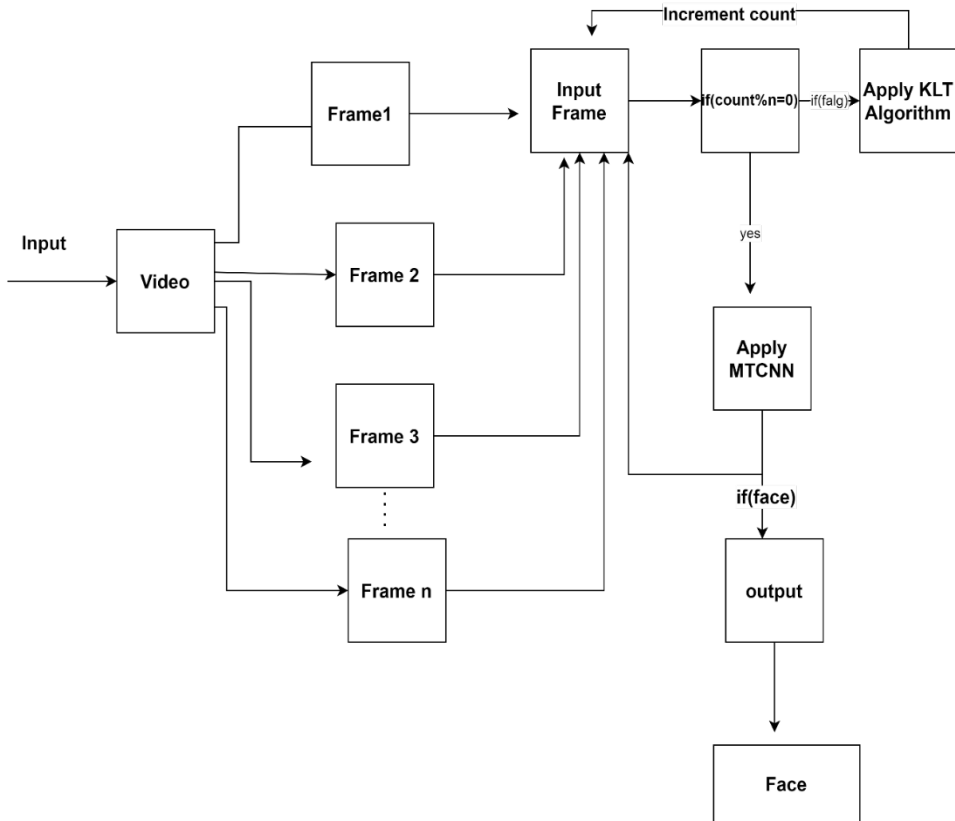 Increment count
Frame1
Input
Frame
if(count%n=0)
if(falg)
Apply KLT
Algorithm
Input
Video
Frame 2
yes
Apply
MTCNN
Frame 3
if(face)
Frame n
output
Face